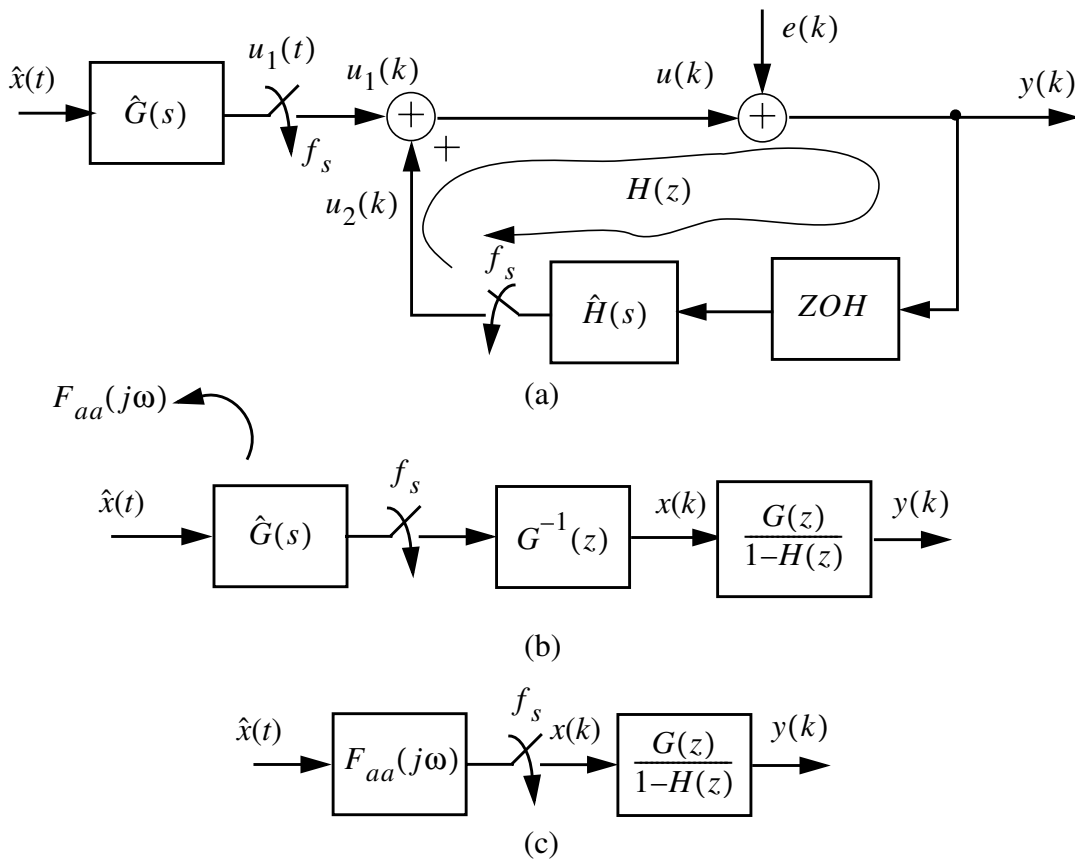 e(k)
x̂(t)
Ĝ(s)
u₁(t)
f_s
u₁(k)
+
+
u(k)
+
y(k)
u₂(k)
H(z)
f_s
Ĥ(s)
ZOH
(a)
F_aa(jω)
x̂(t)
Ĝ(s)
f_s
G⁻¹(z)
x(k)
G(z)
1–H(z)
y(k)
(b)
x̂(t)
F_aa(jω)
f_s
x(k)
G(z)
1–H(z)
y(k)
(c)